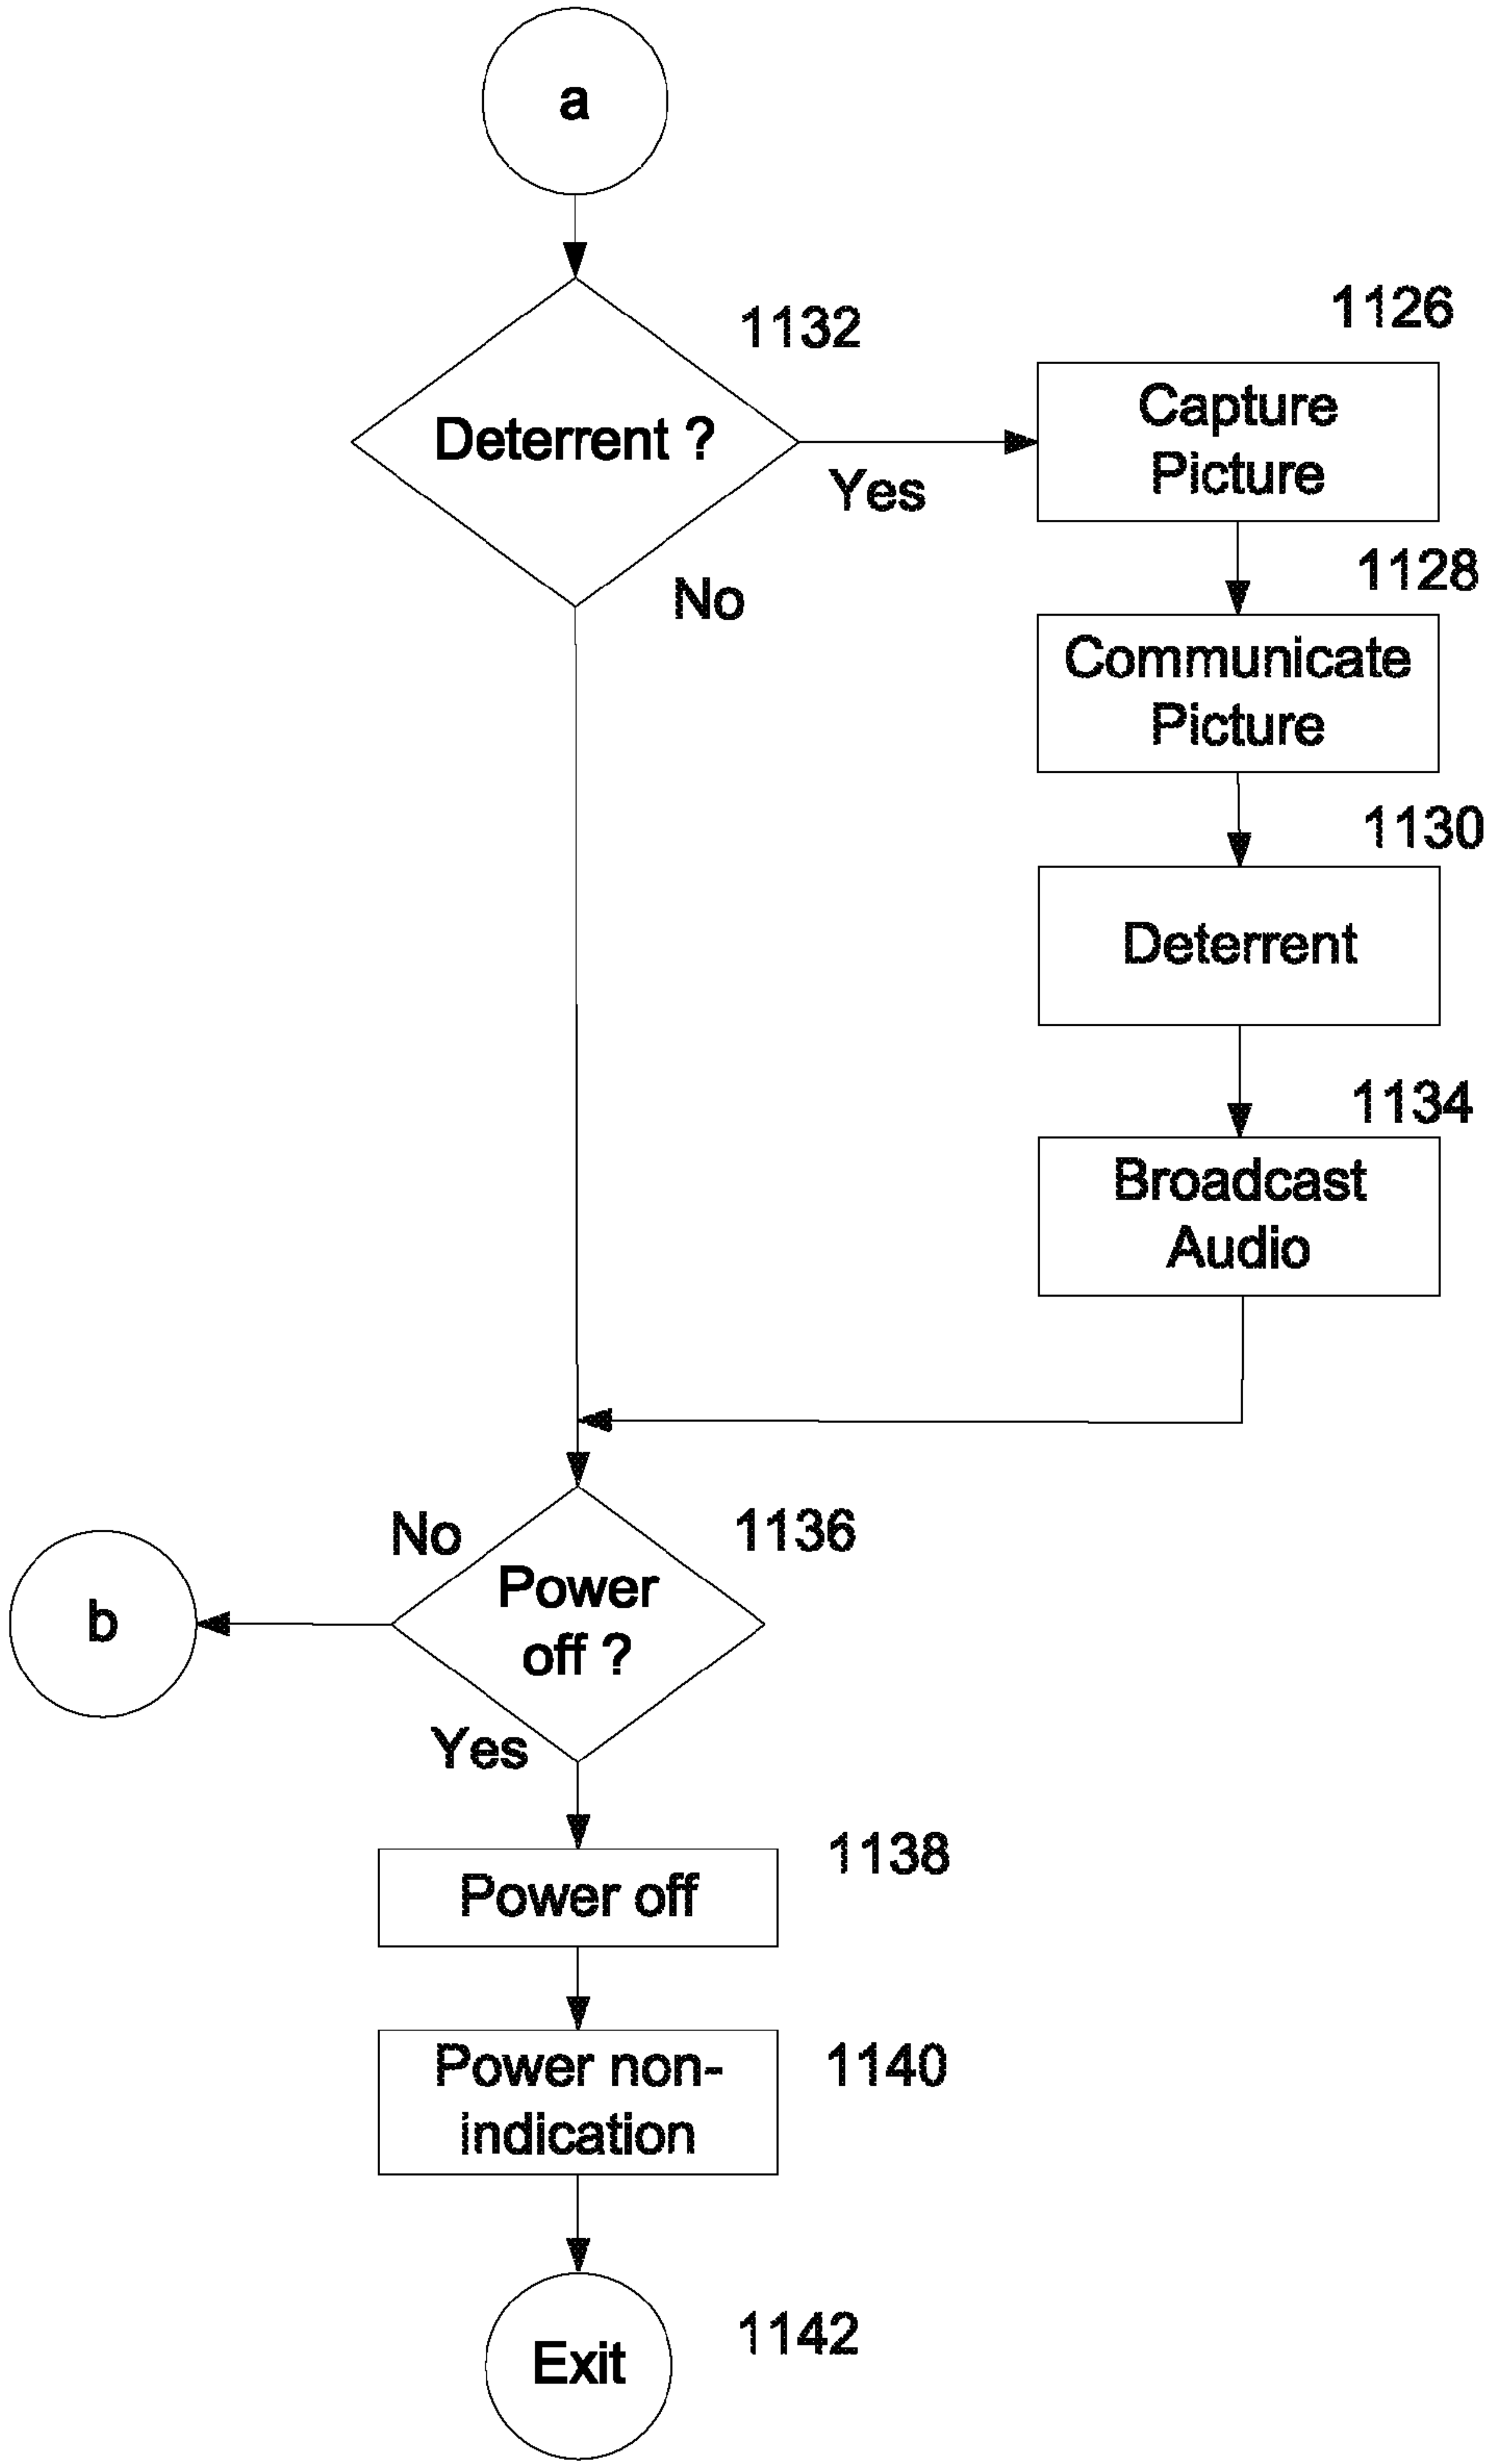 a
1132
Deterrent ?
Yes
No
1126
Capture
Picture
1128
Communicate
Picture
1130
Deterrent
1134
Broadcast
Audio
No
1136
Power
off ?
b
Yes
1138
Power off
1140
Power non-
indication
1142
Exit